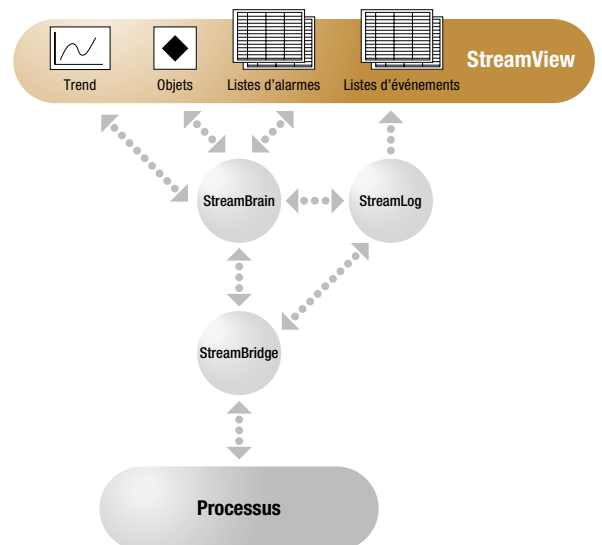 StreamView
Trend
Objets
Listes d'alarmes
Listes d'événements
StreamBrain
StreamLog
StreamBridge
Processus